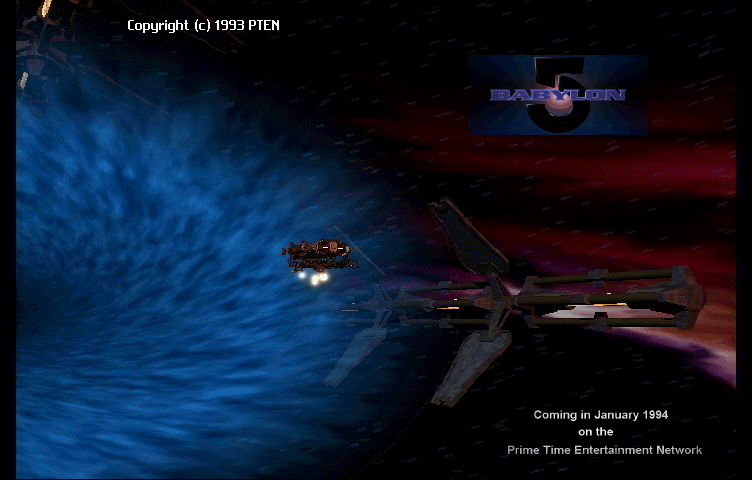 Copyright (c) 1993 PTEN
BABYLON
5
Coming in January 1994
on the
Prime Time Entertainment Network